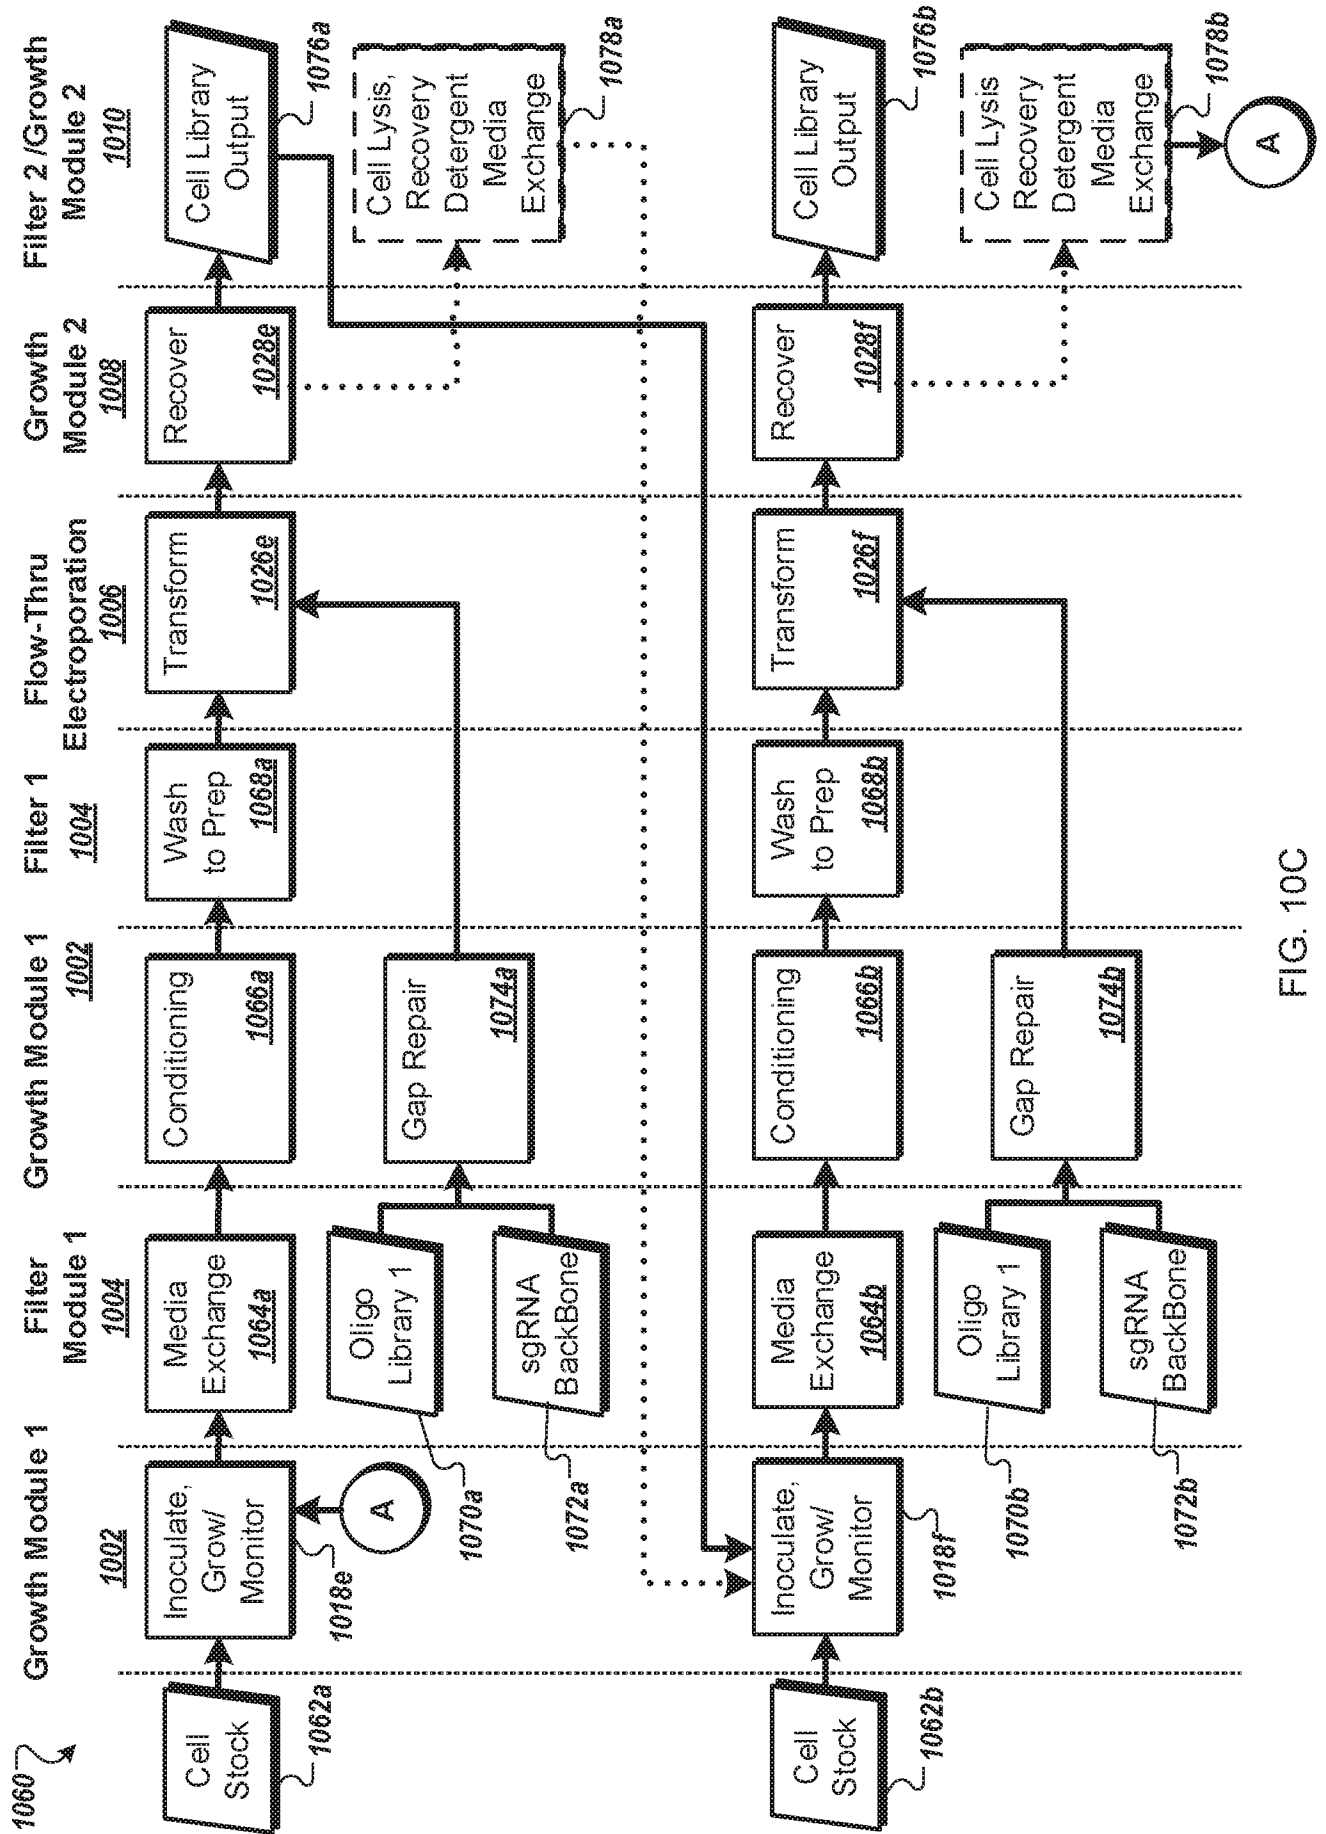 1060
Growth Module 1
1002
Filter
Module 1
1004
Growth Module 1
1002
Filter 1
1004
Flow-Thru
Electroporation
1006
Growth
Module 2
1008
Filter 2 /Growth
Module 2
1010
Cell
Stock
1062a
Inoculate,
Grow/
Monitor
1018e
A
Media
Exchange
1064a
Conditioning
1066a
Wash
to Prep
1068a
Transform
1026e
Recover
1028e
Cell Library
Output
1076a
Oligo
Library 1
1070a
sgRNA
BackBone
1072a
Gap Repair
1074a
Cell Lysis,
Recovery
Detergent
Media
Exchange
1078a
Cell
Stock
1062b
Inoculate,
Grow/
Monitor
1018f
Media
Exchange
1064b
Conditioning
1066b
Wash
to Prep
1068b
Transform
1026f
Recover
1028f
Cell Library
Output
1076b
Oligo
Library 1
1070b
sgRNA
BackBone
1072b
Gap Repair
1074b
Cell Lysis
Recovery
Detergent
Media
Exchange
1078b
A
FIG. 10C